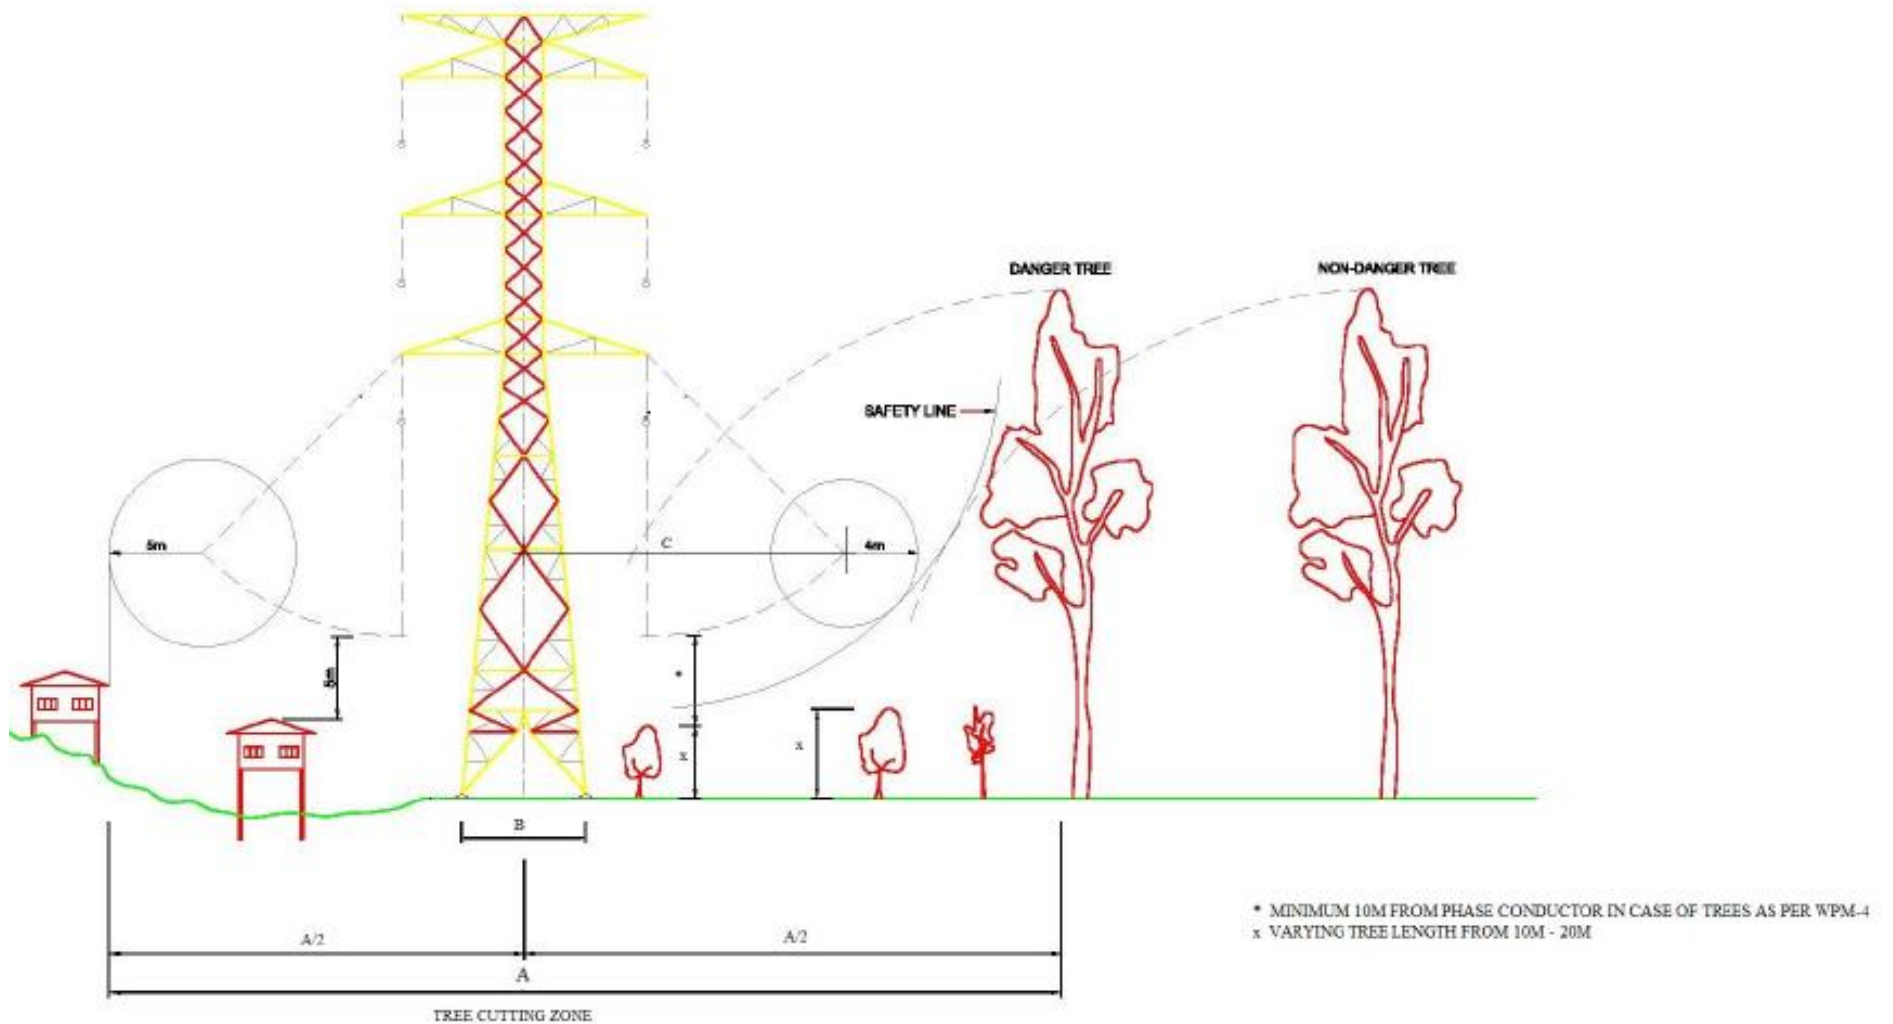 DANGER TREE
NON-DANGER TREE
SAFETY LINE
5m
C
4m
5m
*
x
x
B
A/2
A/2
A
TREE CUTTING ZONE
* MINIMUM 10M FROM PHASE CONDUCTOR IN CASE OF TREES AS PER WPM-4
x VARYING TREE LENGTH FROM 10M - 20M